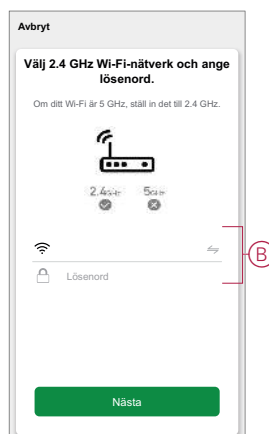 Avbryt
Välj 2.4 GHz Wi-Fi-nätverk och ange
lösenord.
Om ditt Wi-Fi är 5 GHz, ställ in det till 2.4 GHz.
2.4GHz 5GHz
B
Lösenord
Nästa